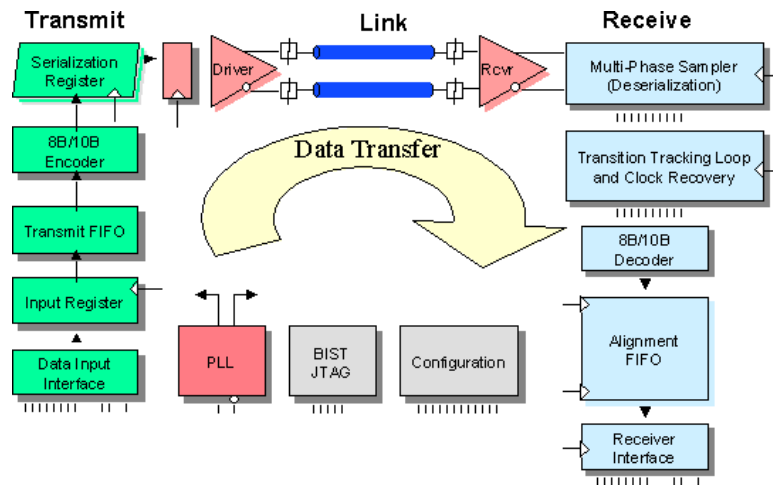 Transmit
Link
Receive
Serialization
Register
Driver
Rcvr
Multi-Phase Sampler
(Deserialization)
8B/10B
Encoder
Data Transfer
Transition Tracking Loop
and Clock Recovery
Transmit FIFO
8B/10B
Decoder
Input Register
Alignment
FIFO
Data Input
Interface
PLL
BIST
JTAG
Configuration
Receiver
Interface